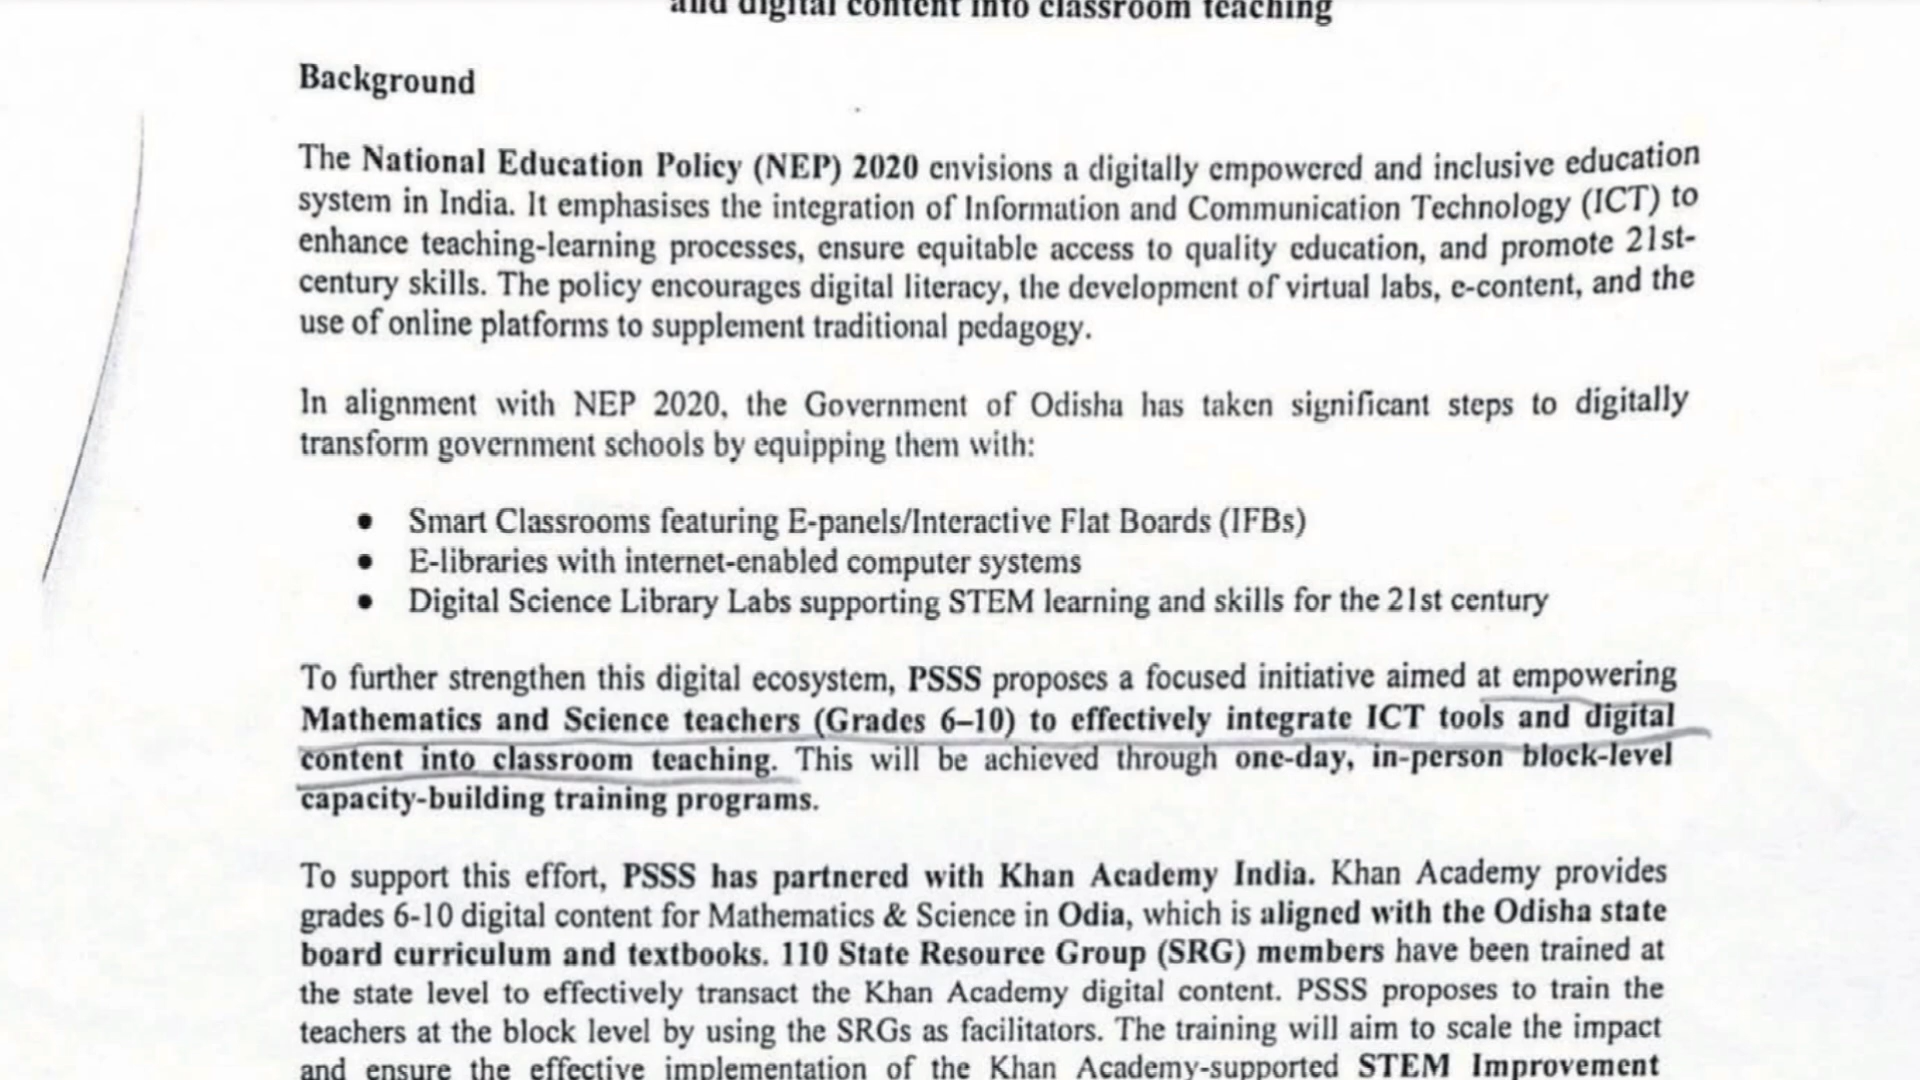 and digital content into classroom teaching
Background
The National Education Policy (NEP) 2020 envisions a digitally empowered and inclusive education
system in India. It emphasises the integration of Information and Communication Technology (ICT) to
enhance teaching-learning processes, ensure equitable access to quality education, and promote 21st-
century skills. The policy encourages digital literacy, the development of virtual labs, e-content, and the
use of online platforms to supplement traditional pedagogy.
In alignment with NEP 2020, the Government of Odisha has taken significant steps to digitally
transform government schools by equipping them with:
• Smart Classrooms featuring E-panels/Interactive Flat Boards (IFBs)
• E-libraries with internet-enabled computer systems
• Digital Science Library Labs supporting STEM learning and skills for the 21st century
To further strengthen this digital ecosystem, PSSS proposes a focused initiative aimed at empowering
Mathematics and Science teachers (Grades 6–10) to effectively integrate ICT tools and digital
content into classroom teaching. This will be achieved through one-day, in-person block-level
capacity-building training programs.
To support this effort, PSSS has partnered with Khan Academy India. Khan Academy provides
grades 6-10 digital content for Mathematics & Science in Odia, which is aligned with the Odisha state
board curriculum and textbooks. 110 State Resource Group (SRG) members have been trained at
the state level to effectively transact the Khan Academy digital content. PSSS proposes to train the
teachers at the block level by using the SRGs as facilitators. The training will aim to scale the impact
and ensure the effective implementation of the Khan Academy-supported STEM Improvement